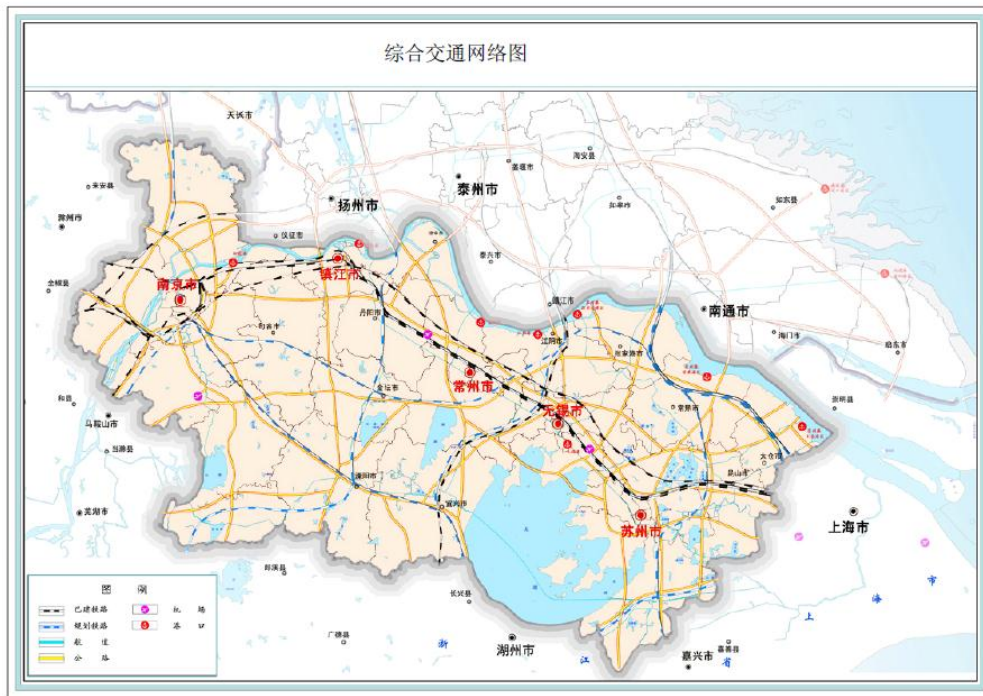 综合交通网络图
天长市
海安县
姜堰市
来安县
泰州市
扬州市
如皋市
如东县
滁州市
仪征市
泰兴市
镇江市
全椒县
南京市
靖江市
南通市
丹阳市
句容市
江阴市
张家港市
海门市
启东市
常州市
金坛市
和县
无锡市
常熟市
崇明县
马鞍山市
当涂县
太仓市
昆山市
溧阳市
宜兴市
芜湖市
苏州市
上海市
郎溪县
长兴县
广德县
湖州市
嘉兴市
嘉善县
上
海
市
浙
江
省
图 例
已建铁路
机 场
规划铁路
港 口
航 道
公 路